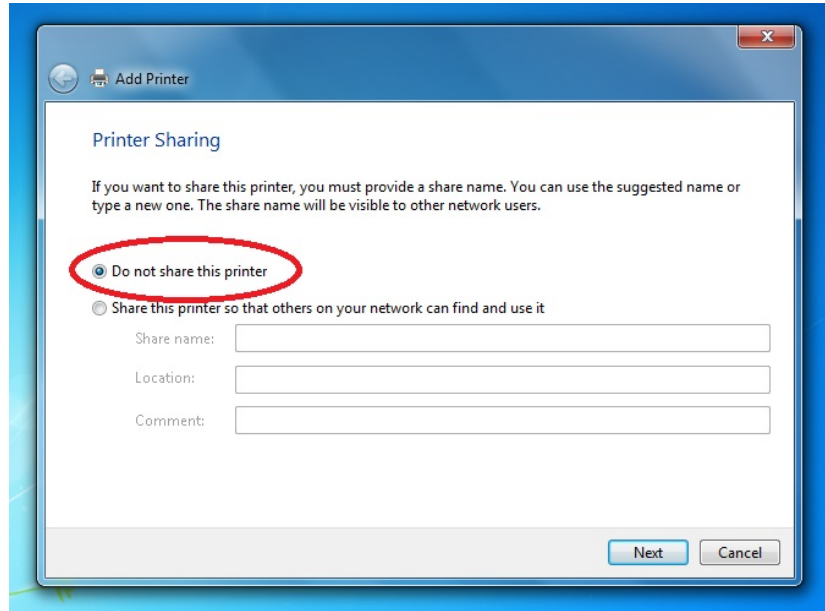 Add Printer
Printer Sharing
If you want to share this printer, you must provide a share name. You can use the suggested name or
type a new one. The share name will be visible to other network users.
Do not share this printer
Share this printer so that others on your network can find and use it
Share name:
Location:
Comment:
Next Cancel